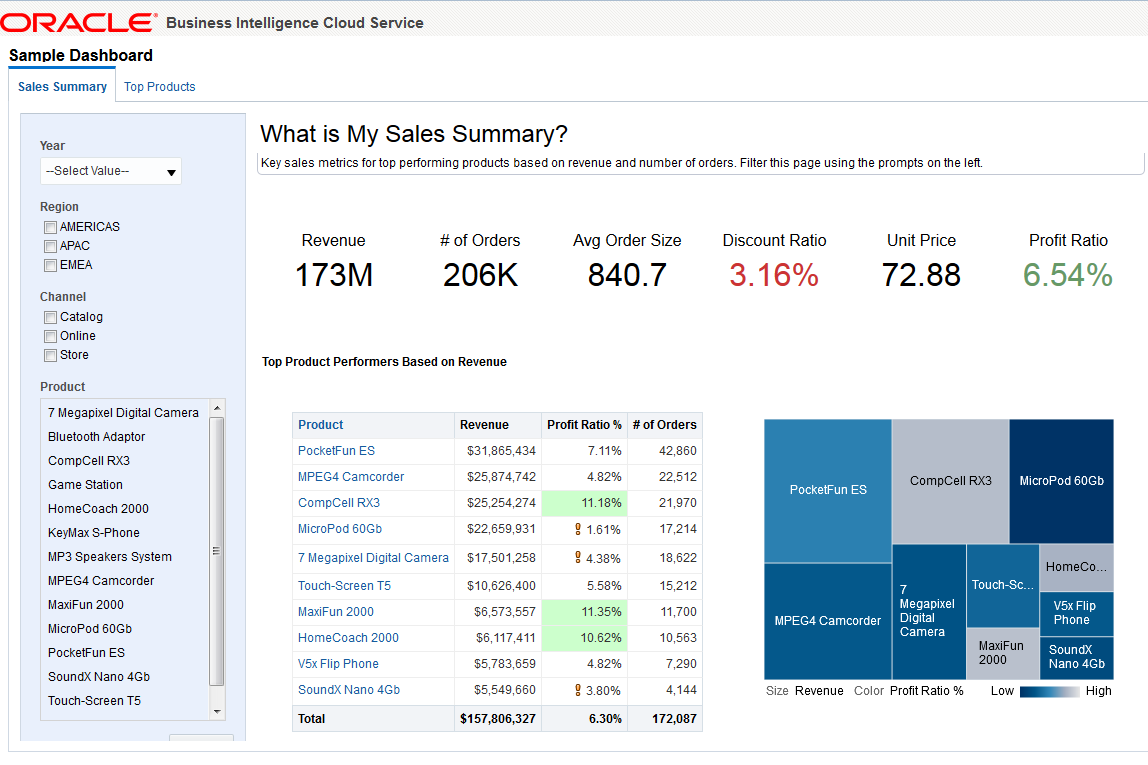 ORACLE Business Intelligence Cloud Service
Sample Dashboard
Sales Summary Top Products
Year
--Select Value--
Region
AMERICAS
APAC
EMEA
Channel
Catalog
Online
Store
Product
7 Megapixel Digital Camera
Bluetooth Adaptor
CompCell RX3
Game Station
HomeCoach 2000
KeyMax S-Phone
MP3 Speakers System
MPEG4 Camcorder
MaxiFun 2000
MicroPod 60Gb
PocketFun ES
SoundX Nano 4Gb
Touch-Screen T5
What is My Sales Summary?
Key sales metrics for top performing products based on revenue and number of orders. Filter this page using the prompts on the left.
Revenue # of Orders Avg Order Size Discount Ratio Unit Price Profit Ratio
173M 206K 840.7 3.16% 72.88 6.54%
Top Product Performers Based on Revenue
Product Revenue Profit Ratio % # of Orders
PocketFun ES $31,865,434 7.11% 42,860
MPEG4 Camcorder $25,874,742 4.82% 22,512
CompCell RX3 $25,254,274 11.18% 21,970
MicroPod 60Gb $22,659,931 1.61% 17,214
7 Megapixel Digital Camera $17,501,258 4.38% 18,622
Touch-Screen T5 $10,626,400 5.58% 15,212
MaxiFun 2000 $6,573,557 11.35% 11,700
HomeCoach 2000 $6,117,411 10.62% 10,563
V5x Flip Phone $5,783,659 4.82% 7,290
SoundX Nano 4Gb $5,549,660 3.80% 4,144
Total $157,806,327 6.30% 172,087
PocketFun ES
CompCell RX3
MicroPod 60Gb
MPEG4 Camcorder
7
Megapixel
Digital
Camera
Touch-Sc...
HomeCo...
V5x Flip
Phone
MaxiFun
2000
SoundX
Nano 4Gb
Size Revenue Color Profit Ratio % Low High